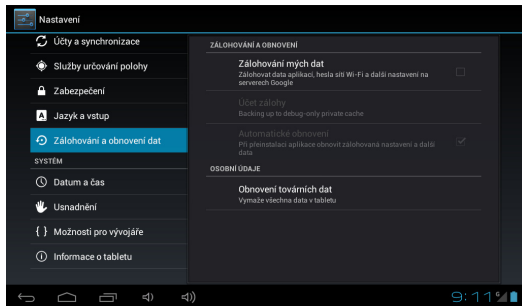 Nastavení
Účty a synchronizace
Služby určování polohy
Zabezpečení
Jazyk a vstup
Zálohování a obnovení dat
SYSTÉM
Datum a čas
Usnadnění
Možnosti pro vývojáře
Informace o tabletu
ZÁLOHOVÁNÍ A OBNOVENÍ
Zálohování mých dat
Zálohovat data aplikací, hesla sítí Wi-Fi a další nastavení na
serverech Google
Účet zálohy
Backing up to debug-only private cache
Automatické obnovení
Při přeinstalaci aplikace obnovit zálohovaná nastavení a další
data
OSOBNÍ ÚDAJE
Obnovení továrních dat
Vymaže všechna data v tabletu
9:11